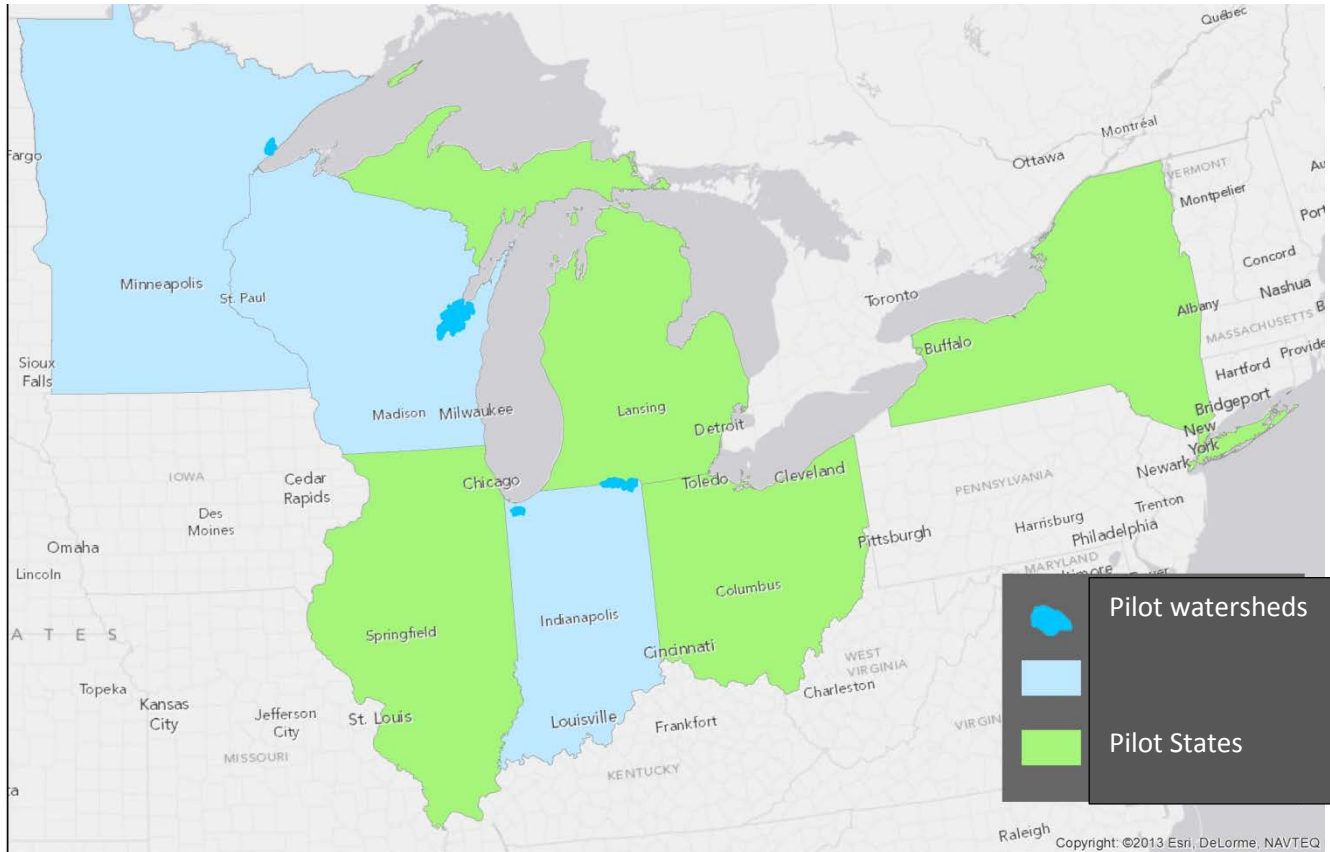 Québec
Montréal
Ottawa
VERMONT
Montpelier
Fargo
Concord
Toronto
Minneapolis
St. Paul
Nashua
Albany
MASSACHUSETTS
Buffalo
Sioux
Falls
Hartford
Bridgeport
Madison
Milwaukee
Lansing
Detroit
New
York
Newark
IOWA
Cedar
Rapids
Chicago
Toledo
Cleveland
PENNSYLVANIA
Des
Moines
Harrisburg
Trenton
Philadelphia
Pittsburgh
Omaha
MARYLAND
Lincoln
Columbus
Indianapolis
Pilot watersheds
Springfield
Cincinnati
WEST
VIRGINIA
Charleston
Topeka
Kansas
City
Jefferson
City
St. Louis
Louisville
Frankfort
Pilot States
MISSOURI
KENTUCKY
Raleigh
Copyright: ©2013 Esri, DeLorme, NAVTEQ